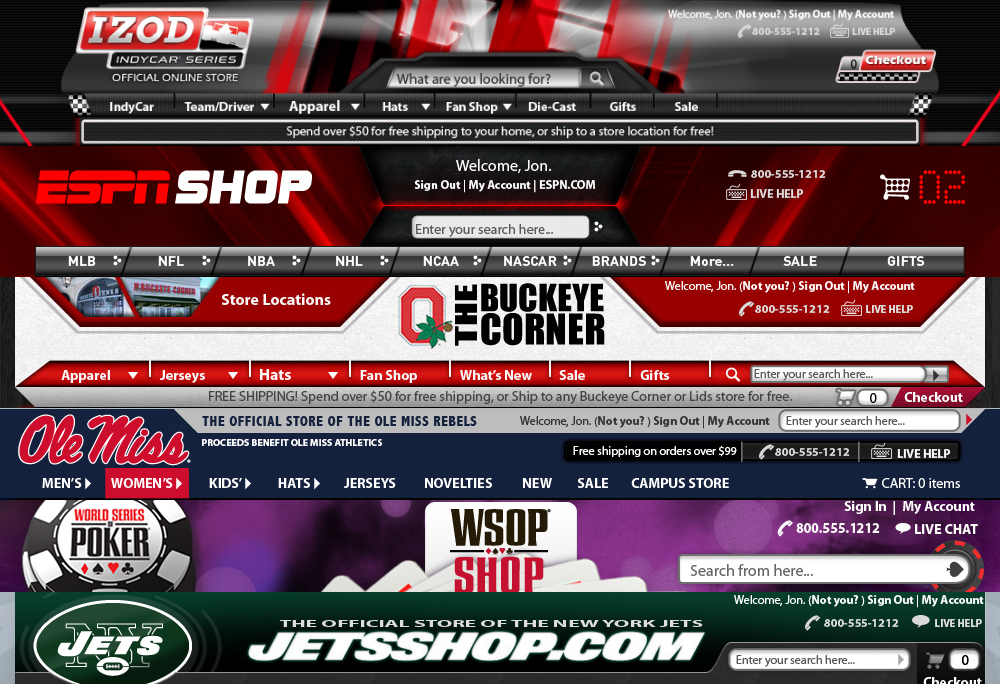 IZOD
INDYCAR SERIES
OFFICIAL ONLINE STORE
Welcome, Jon. (Not you? ) Sign Out | My Account
800-555-1212 LIVE HELP
What are you looking for?
0 Checkout
IndyCar Team/Driver Apparel Hats Fan Shop Die-Cast Gifts Sale
Spend over $50 for free shipping to your home, or ship to a store location for free!
ESPN SHOP
Welcome, Jon.
Sign Out | My Account | ESPN.COM
800-555-1212
LIVE HELP
02
Enter your search here...
MLB NFL NBA NHL NCAA NASCAR BRANDS More... SALE GIFTS
BUCKEYE CORNER
Store Locations
THE BUCKEYE
CORNER
Welcome, Jon. (Not you? ) Sign Out | My Account
800-555-1212 LIVE HELP
Apparel Jerseys Hats Fan Shop What's New Sale Gifts Enter your search here...
FREE SHIPPING! Spend over $50 for free shipping, or Ship to any Buckeye Corner or Lids store for free. 0 Checkout
Ole Miss
THE OFFICIAL STORE OF THE OLE MISS REBELS
Welcome, Jon. (Not you? ) Sign Out | My Account
Enter your search here...
PROCEEDS BENEFIT OLE MISS ATHLETICS
Free shipping on orders over $99 800-555-1212 LIVE HELP
MEN'S WOMEN'S KIDS' HATS JERSEYS NOVELTIES NEW SALE CAMPUS STORE CART: 0 items
WORLD SERIES
OF
POKER
WSOP
SHOP
Sign In | My Account
800.555.1212 LIVE CHAT
Search from here...
NY
JETS
THE OFFICIAL STORE OF THE NEW YORK JETS
JETSSHOP.COM
Welcome, Jon. (Not you? ) Sign Out | My Account
800-555-1212 LIVE HELP
Enter your search here... 0
Checkout